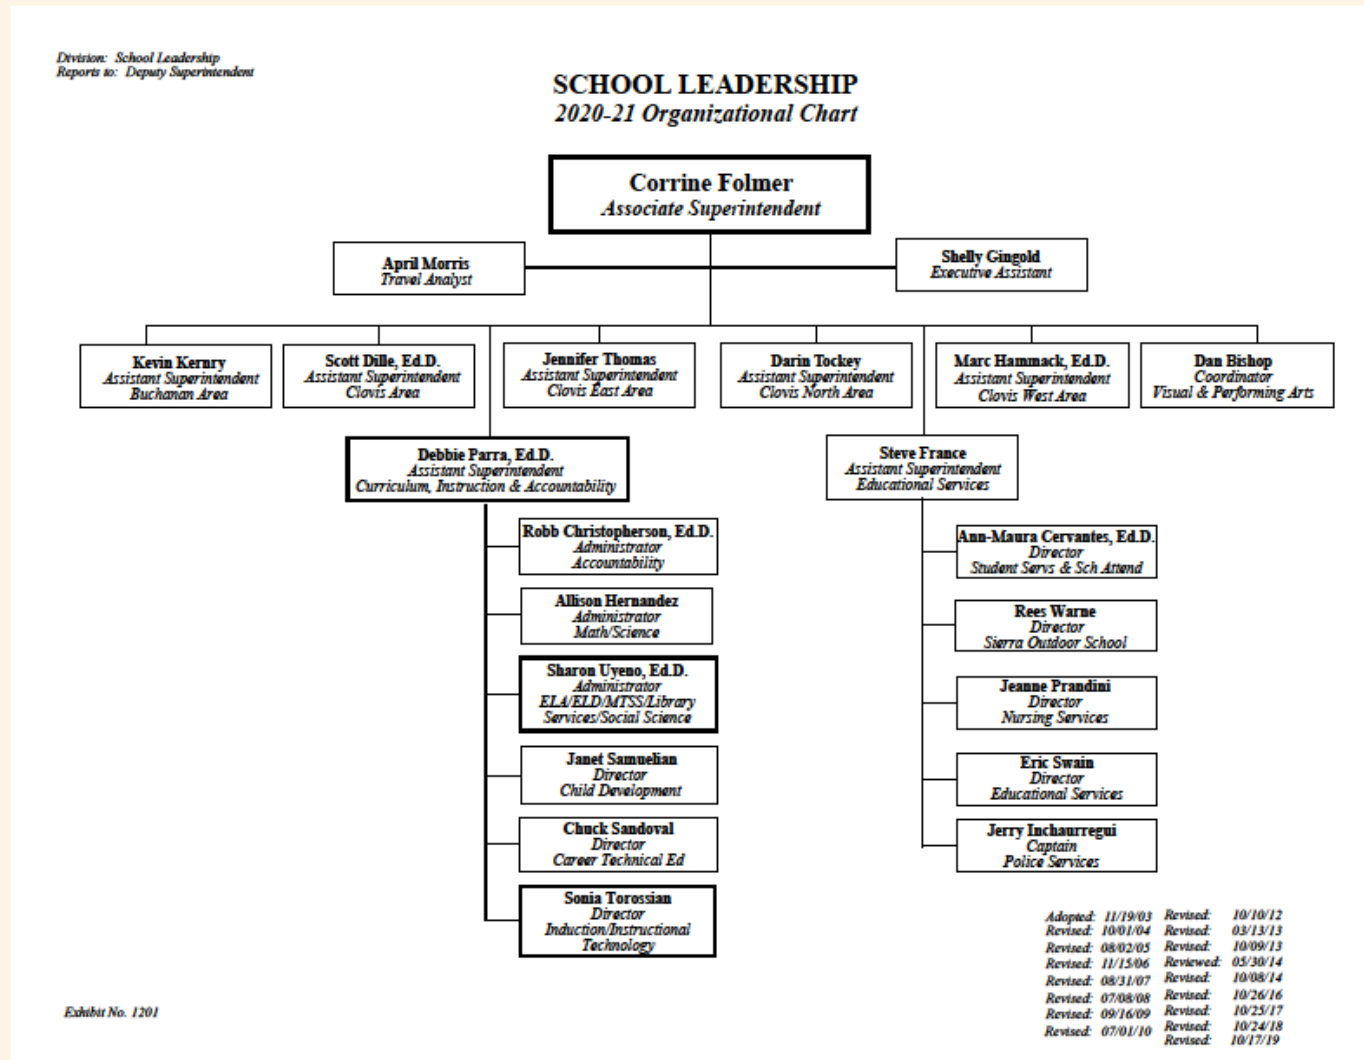 Division: School Leadership
Reports to: Deputy Superintendent
SCHOOL LEADERSHIP
2020-21 Organizational Chart
Corrine Folmer
Associate Superintendent
April Morris
Travel Analyst
Shelly Gingold
Executive Assistant
Kevin Kernry
Assistant Superintendent
Buchanan Area
Scott Dille, Ed.D.
Assistant Superintendent
Clovis Area
Jennifer Thomas
Assistant Superintendent
Clovis East Area
Darin Tockey
Assistant Superintendent
Clovis North Area
Marc Hammack, Ed.D.
Assistant Superintendent
Clovis West Area
Dan Bishop
Coordinator
Visual & Performing Arts
Debbie Parra, Ed.D.
Assistant Superintendent
Curriculum, Instruction & Accountability
Robb Christopherson, Ed.D.
Administrator
Accountability
Allison Hernandez
Administrator
Math/Science
Sharon Uyeno, Ed.D.
Administrator
ELA/ELD/MTSS/Library
Services/Social Science
Janet Samuelian
Director
Child Development
Chuck Sandoval
Director
Career Technical Ed
Sonia Torossian
Director
Induction/Instructional
Technology
Steve France
Assistant Superintendent
Educational Services
Ann-Maura Cervantes, Ed.D.
Director
Student Servs & Sch Attend
Rees Warne
Director
Sierra Outdoor School
Jeanne Prandini
Director
Nursing Services
Eric Swain
Director
Educational Services
Jerry Inchaurregui
Captain
Police Services
Adopted: 11/19/03 Revised: 10/10/12
Revised: 10/01/04 Revised: 03/13/13
Revised: 08/02/05 Revised: 10/09/13
Revised: 11/15/06 Reviewed: 05/30/14
Revised: 08/31/07 Revised: 10/08/14
Revised: 07/08/08 Revised: 10/26/16
Revised: 09/16/09 Revised: 10/25/17
Revised: 07/01/10 Revised: 10/24/18
Revised: 10/17/19
Exhibit No. 1201